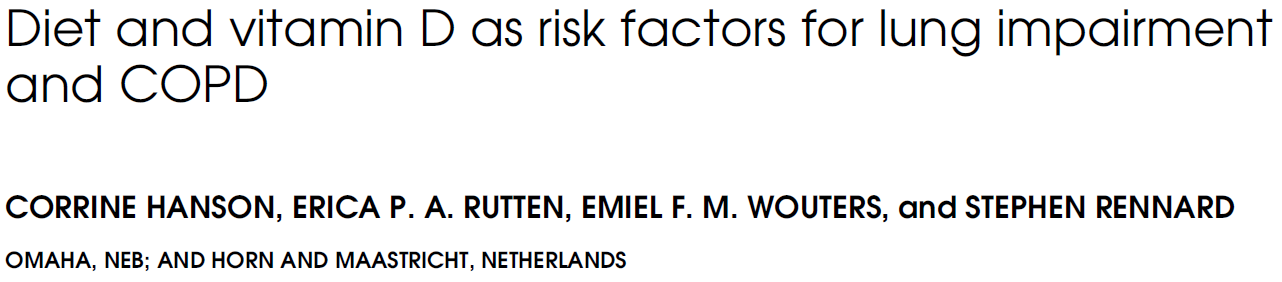 Diet and vitamin D as risk factors for lung impairment
and COPD
CORRINE HANSON, ERICA P. A. RUTTEN, EMIEL F. M. WOUTERS, and STEPHEN RENNARD
OMAHA, NEB; AND HORN AND MAASTRICHT, NETHERLANDS